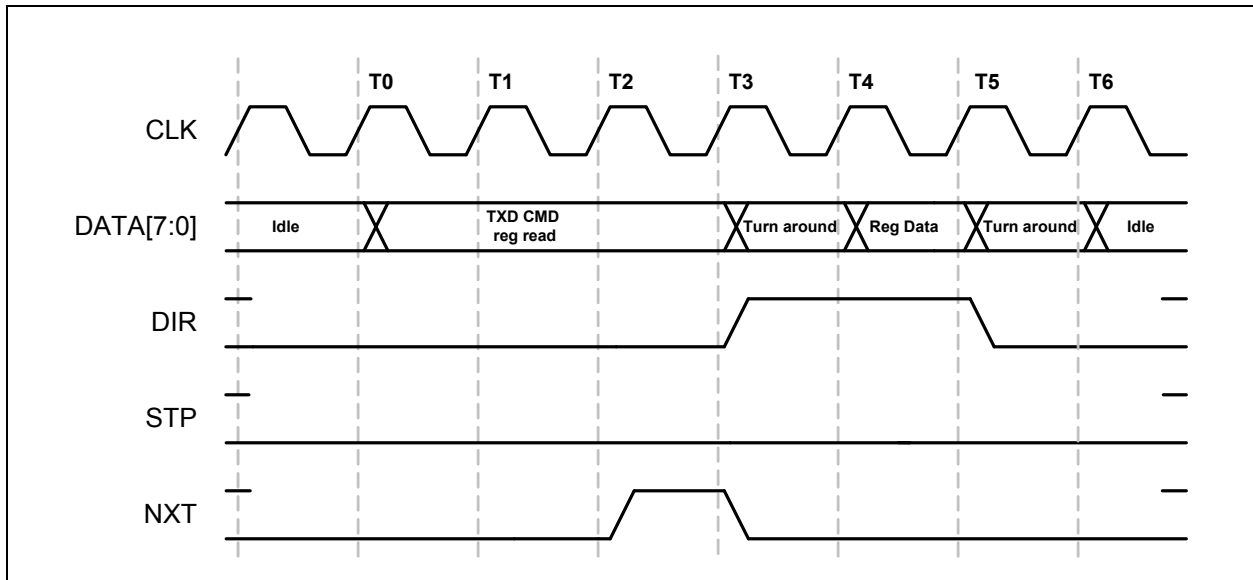 T0 T1 T2 T3 T4 T5 T6
CLK
DATA[7:0]
Idle
TXD CMD
reg read
Turn around
Reg Data
Turn around
Idle
DIR
STP
NXT